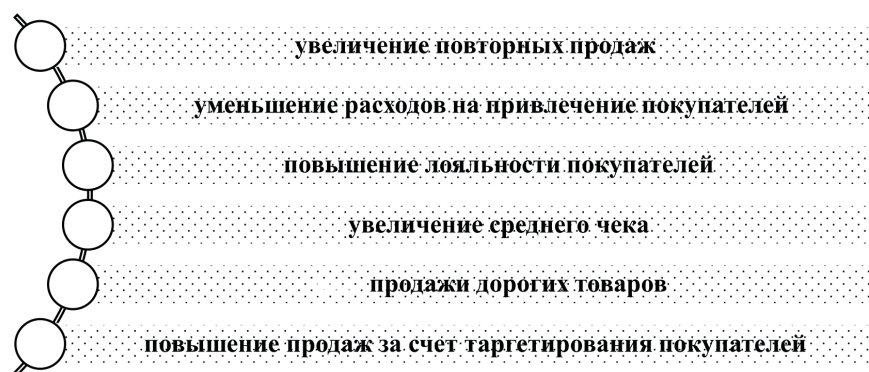 увеличение повторных продаж
уменьшение расходов на привлечение покупателей
повышение лояльности покупателей
увеличение среднего чека
продажи дорогих товаров
повышение продаж за счет таргетирования покупателей